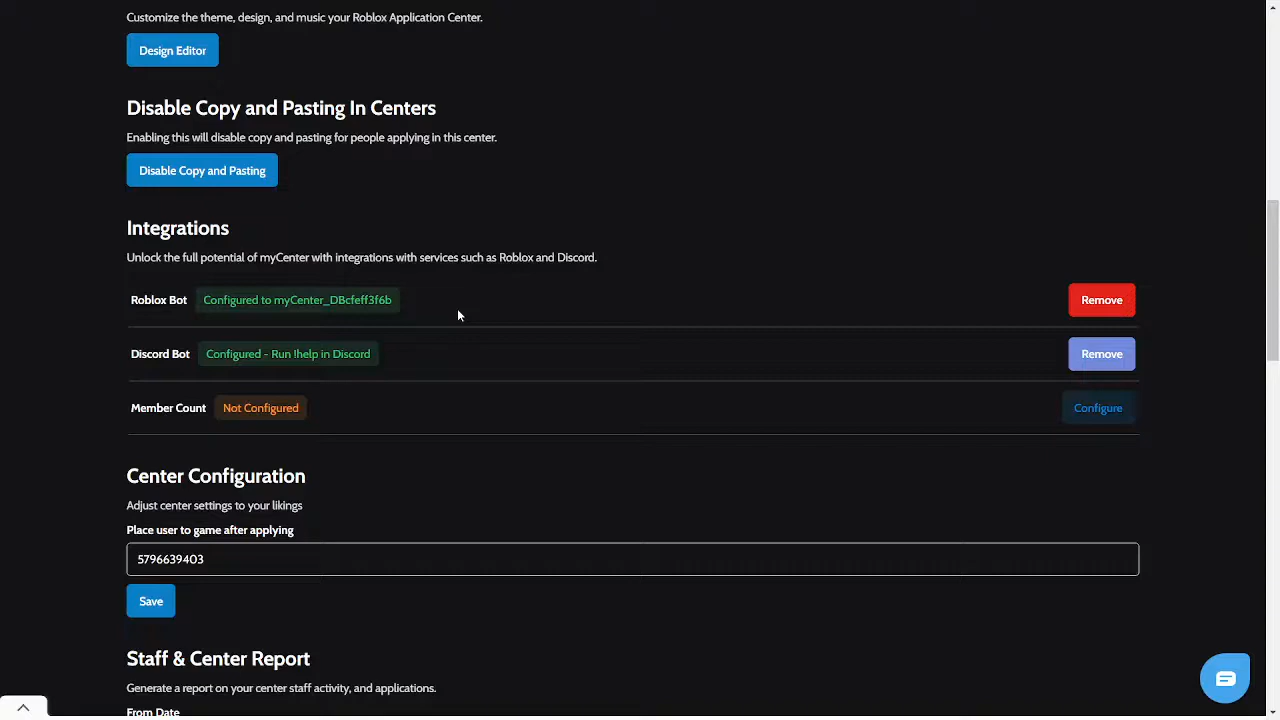 Customize the theme, design, and music your Roblox Application Center.
Design Editor
Disable Copy and Pasting In Centers
Enabling this will disable copy and pasting for people applying in this center.
Disable Copy and Pasting
Integrations
Unlock the full potential of myCenter with integrations with services such as Roblox and Discord.
Roblox Bot Configured to myCenter_DBcfeff3f6b Remove
Discord Bot Configured - Run !help in Discord Remove
Member Count Not Configured Configure
Center Configuration
Adjust center settings to your likings
Place user to game after applying
5796639403
Save
Staff & Center Report
Generate a report on your center staff activity, and applications.
From Date